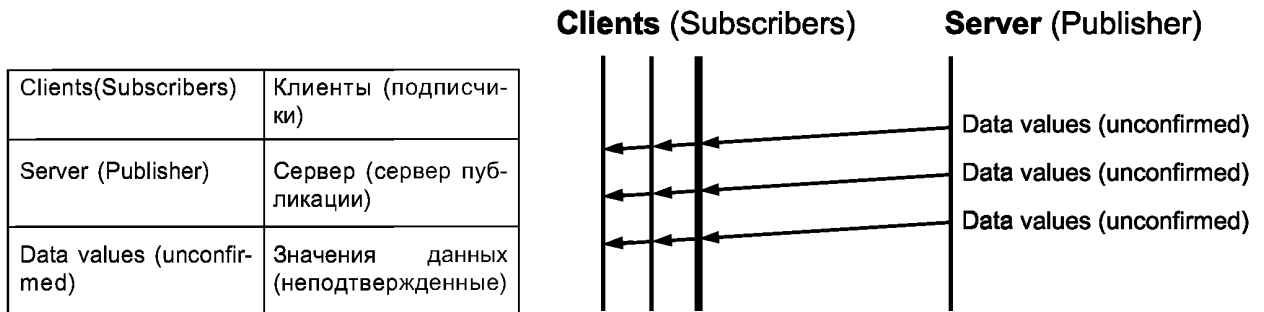 Clients (Subscribers) Server (Publisher)
Clients(Subscribers) Клиенты (подписчи-
ки)
Server (Publisher) Сервер (сервер пуб-
ликации)
Data values (unconfir- Значения данных
med) (неподтвержденные)
Data values (unconfirmed)
Data values (unconfirmed)
Data values (unconfirmed)